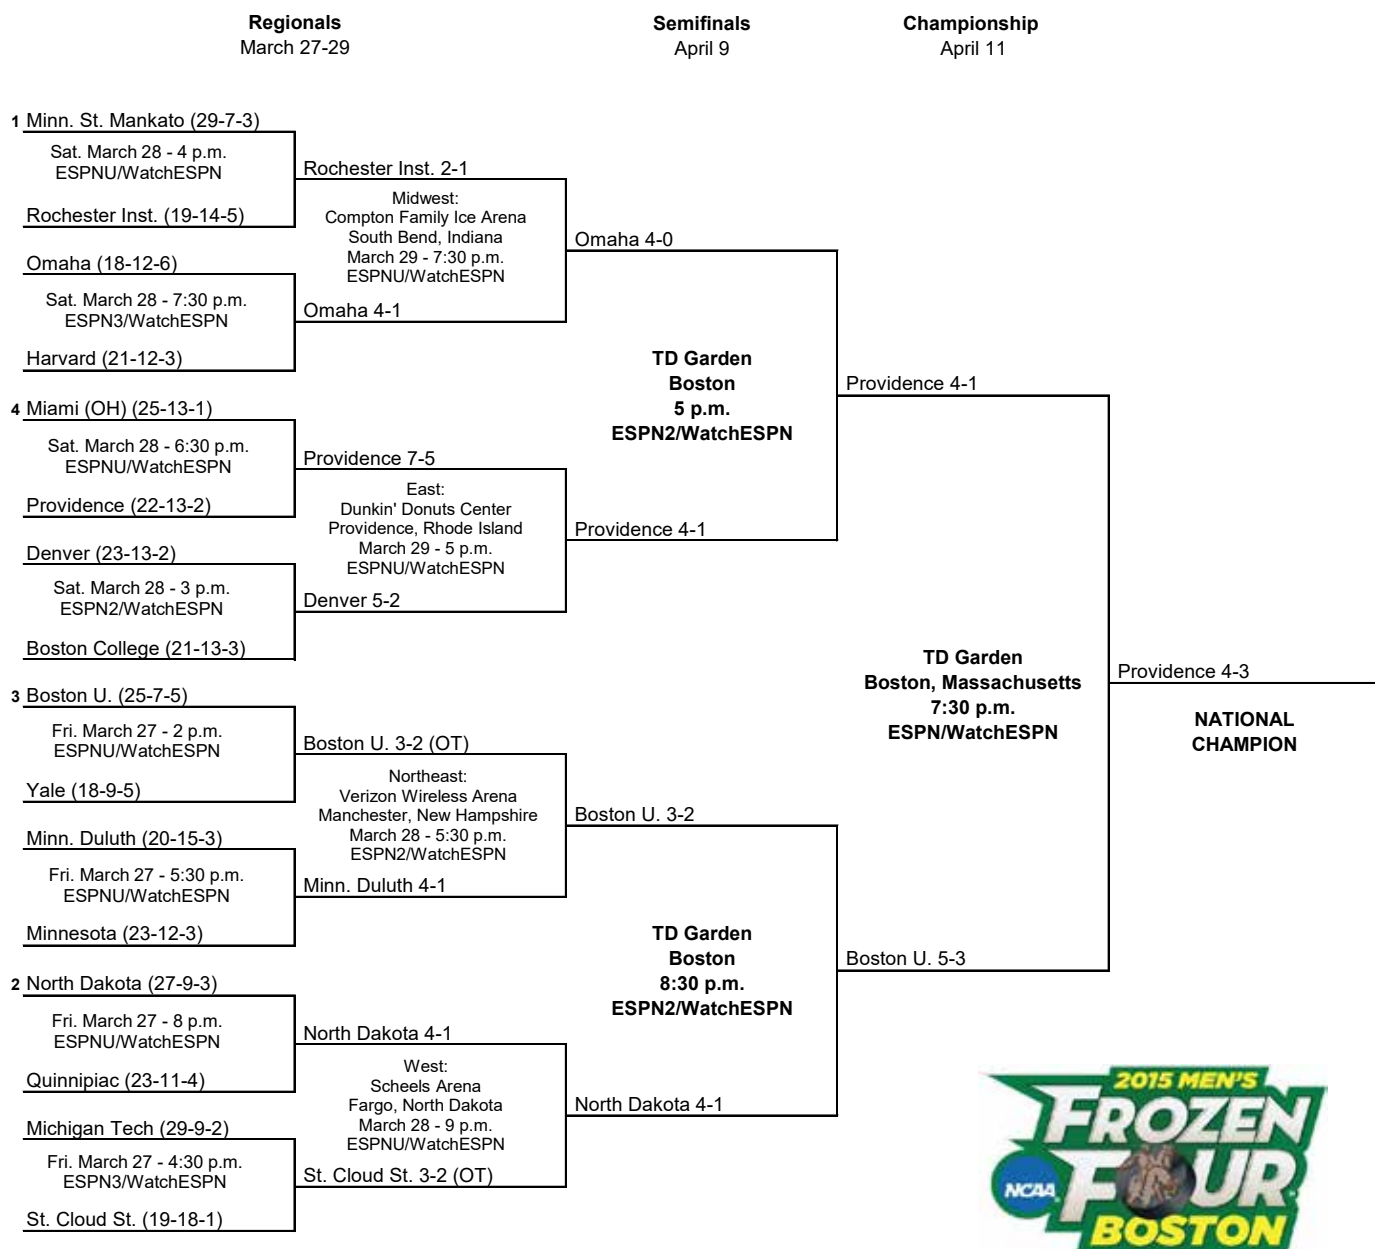 Regionals
March 27-29
Semifinals
April 9
Championship
April 11
1 Minn. St. Mankato (29-7-3)
Sat. March 28 - 4 p.m.
ESPNU/WatchESPN
Rochester Inst. (19-14-5)
Rochester Inst. 2-1
Midwest:
Compton Family Ice Arena
South Bend, Indiana
March 29 - 7:30 p.m.
ESPNU/WatchESPN
Omaha (18-12-6)
Sat. March 28 - 7:30 p.m.
ESPN3/WatchESPN
Harvard (21-12-3)
Omaha 4-1
Omaha 4-0
4 Miami (OH) (25-13-1)
Sat. March 28 - 6:30 p.m.
ESPNU/WatchESPN
Providence (22-13-2)
Providence 7-5
East:
Dunkin' Donuts Center
Providence, Rhode Island
March 29 - 5 p.m.
ESPNU/WatchESPN
Denver (23-13-2)
Sat. March 28 - 3 p.m.
ESPN2/WatchESPN
Boston College (21-13-3)
Denver 5-2
Providence 4-1
TD Garden
Boston
5 p.m.
ESPN2/WatchESPN
Providence 4-1
3 Boston U. (25-7-5)
Fri. March 27 - 2 p.m.
ESPNU/WatchESPN
Yale (18-9-5)
Boston U. 3-2 (OT)
Northeast:
Verizon Wireless Arena
Manchester, New Hampshire
March 28 - 5:30 p.m.
ESPN2/WatchESPN
Minn. Duluth (20-15-3)
Fri. March 27 - 5:30 p.m.
ESPNU/WatchESPN
Minnesota (23-12-3)
Minn. Duluth 4-1
Boston U. 3-2
2 North Dakota (27-9-3)
Fri. March 27 - 8 p.m.
ESPNU/WatchESPN
Quinnipiac (23-11-4)
North Dakota 4-1
West:
Scheels Arena
Fargo, North Dakota
March 28 - 9 p.m.
ESPNU/WatchESPN
Michigan Tech (29-9-2)
Fri. March 27 - 4:30 p.m.
ESPN3/WatchESPN
St. Cloud St. (19-18-1)
St. Cloud St. 3-2 (OT)
North Dakota 4-1
TD Garden
Boston
8:30 p.m.
ESPN2/WatchESPN
Boston U. 5-3
TD Garden
Boston, Massachusetts
7:30 p.m.
ESPN/WatchESPN
Providence 4-3
NATIONAL
CHAMPION
2015 MEN'S
FROZEN
FOUR
NCAA
BOSTON